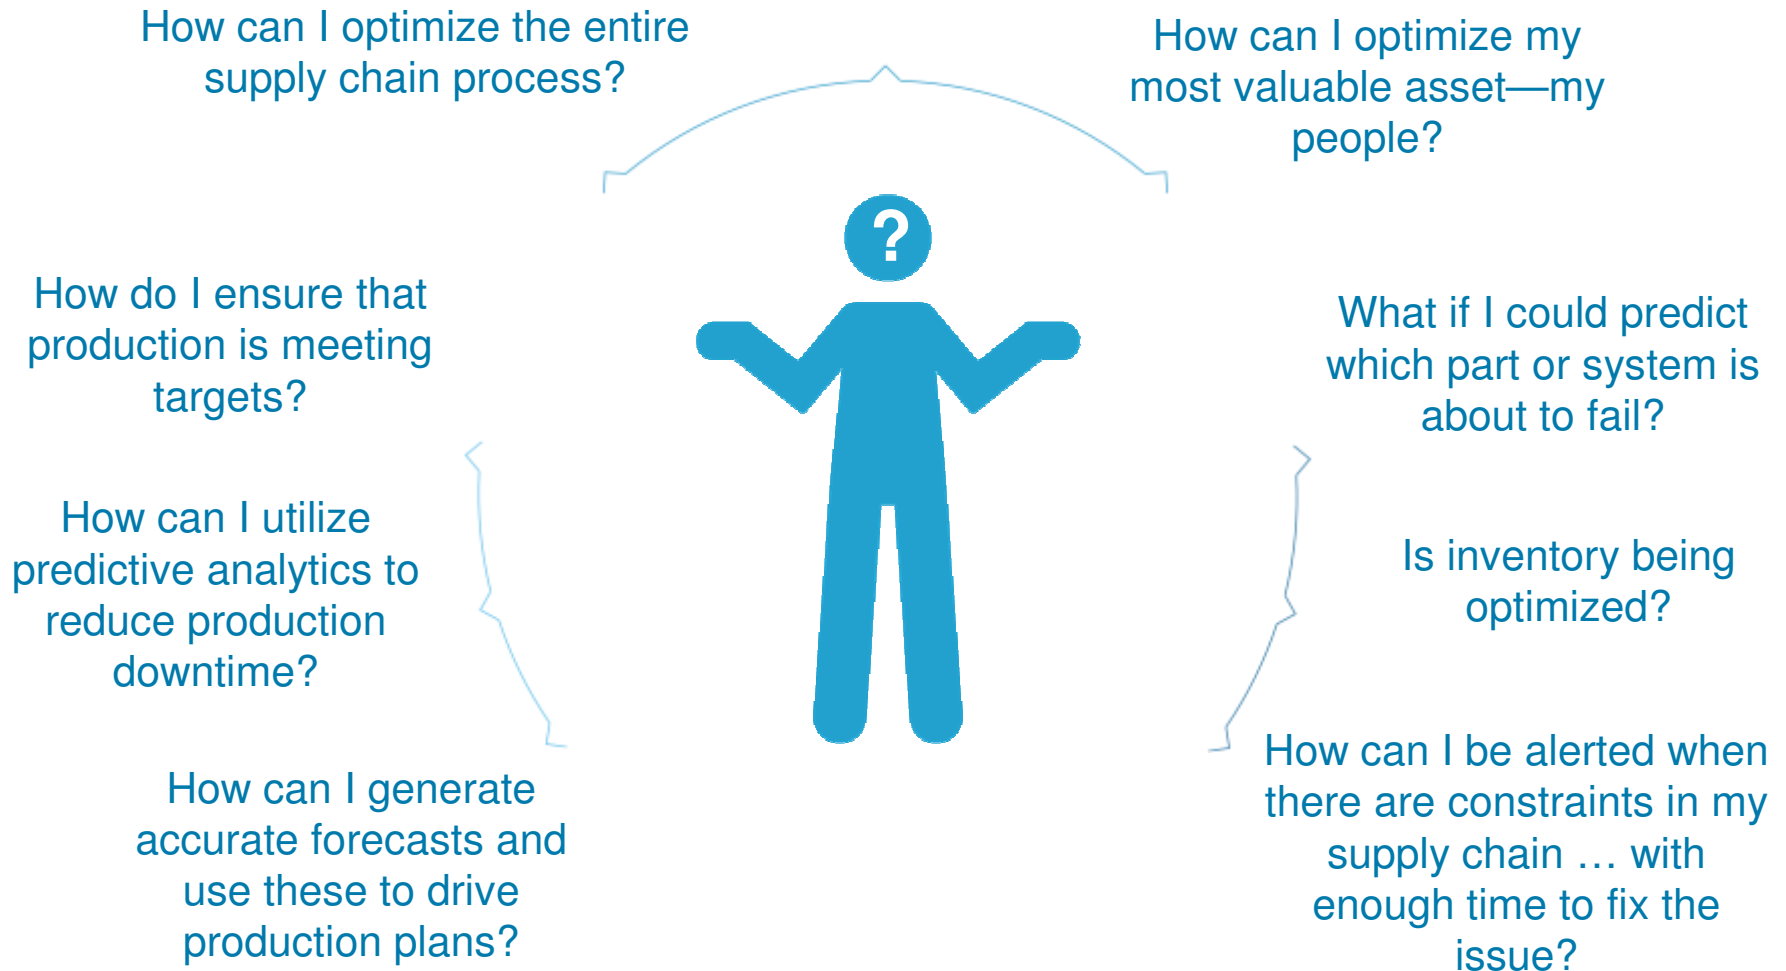 How can I optimize the entire
supply chain process?
How can I optimize my
most valuable asset—my
people?
?
How do I ensure that
production is meeting
targets?
What if I could predict
which part or system is
about to fail?
How can I utilize
predictive analytics to
reduce production
downtime?
Is inventory being
optimized?
How can I generate
accurate forecasts and
use these to drive
production plans?
How can I be alerted when
there are constraints in my
supply chain … with
enough time to fix the
issue?